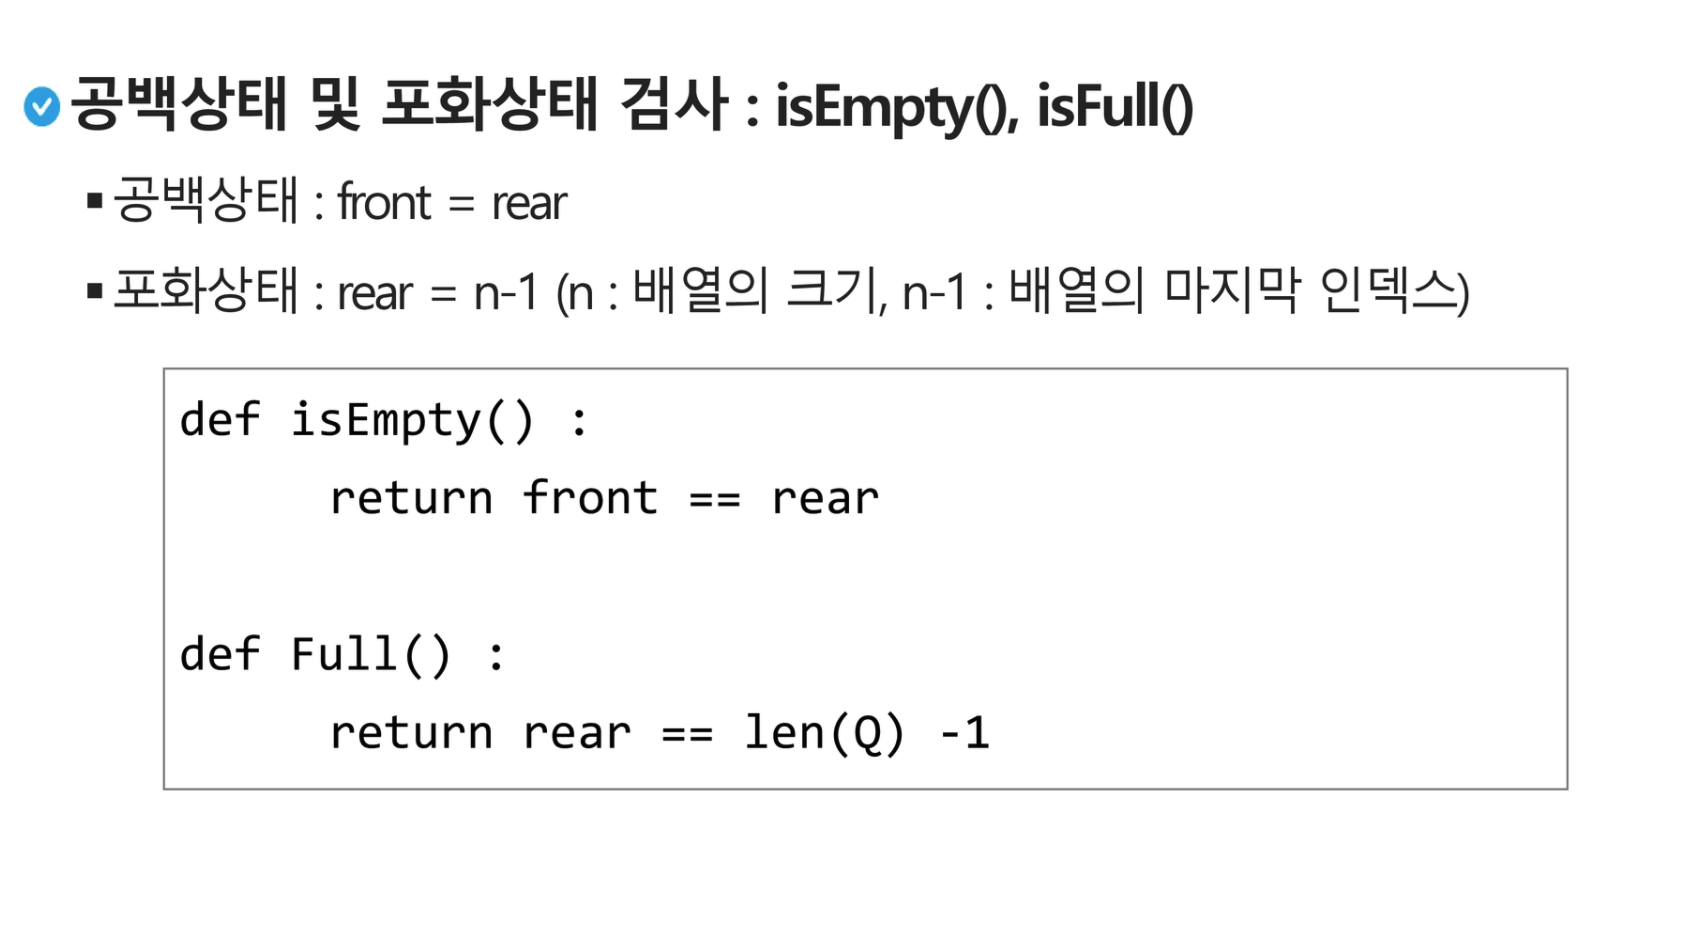 공백상태 및 포화상태 검사 : isEmpty(), isFull()
▪ 공백상태 : front = rear
▪ 포화상태 : rear = n-1 (n : 배열의 크기, n-1 : 배열의 마지막 인덱스)
def isEmpty() :
return front == rear
def Full() :
return rear == len(Q) -1